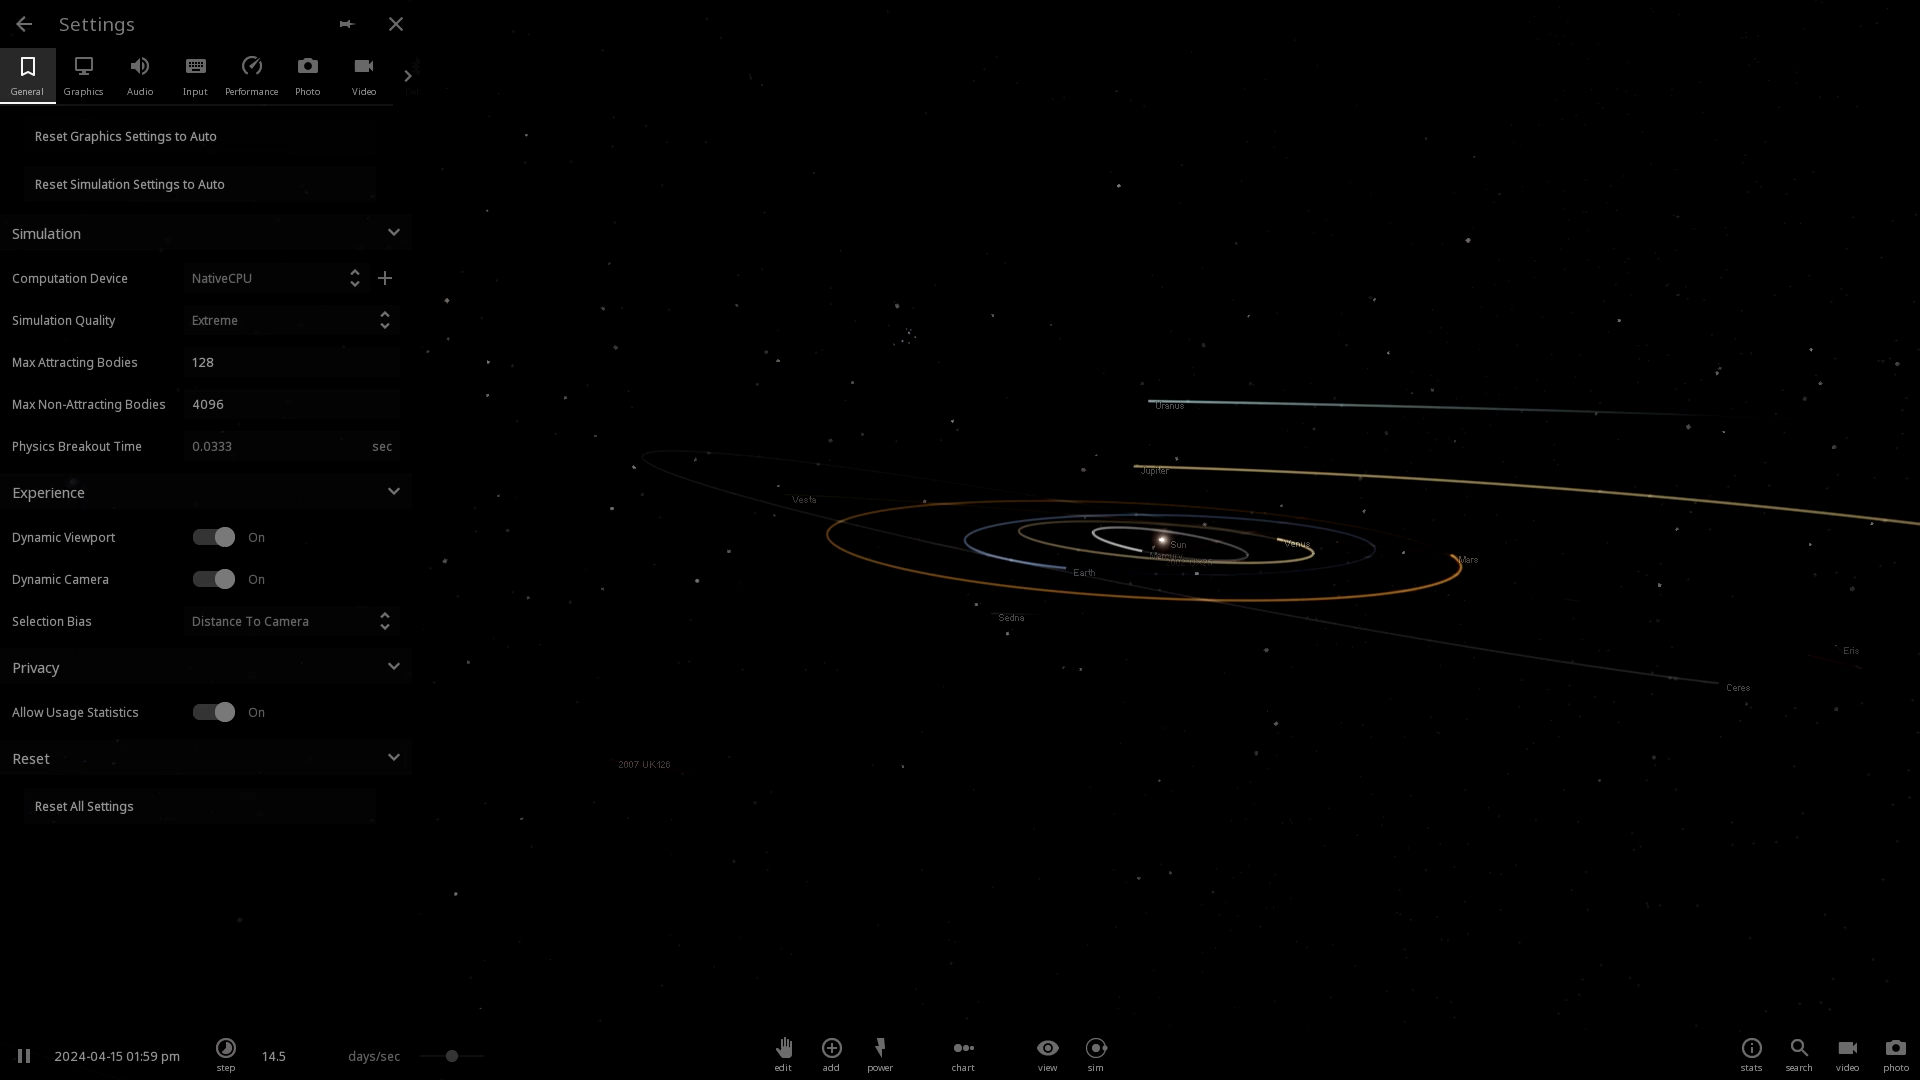 Settings
General Graphics Audio Input Performance Photo Video
Reset Graphics Settings to Auto
Reset Simulation Settings to Auto
Simulation
Computation Device NativeCPU
Simulation Quality Extreme
Max Attracting Bodies 128
Max Non-Attracting Bodies 4096
Physics Breakout Time 0.0333 sec
Experience
Dynamic Viewport On
Dynamic Camera On
Selection Bias Distance To Camera
Privacy
Allow Usage Statistics On
Reset
Reset All Settings
Uranus
Jupiter
Vesta
Sun
Venus
Mercury
Mars
Earth
Sedna
Eris
Ceres
2007 UK126
2024-04-15 01:59 pm
step
14.5 days/sec
edit add power chart view sim
stats search video photo